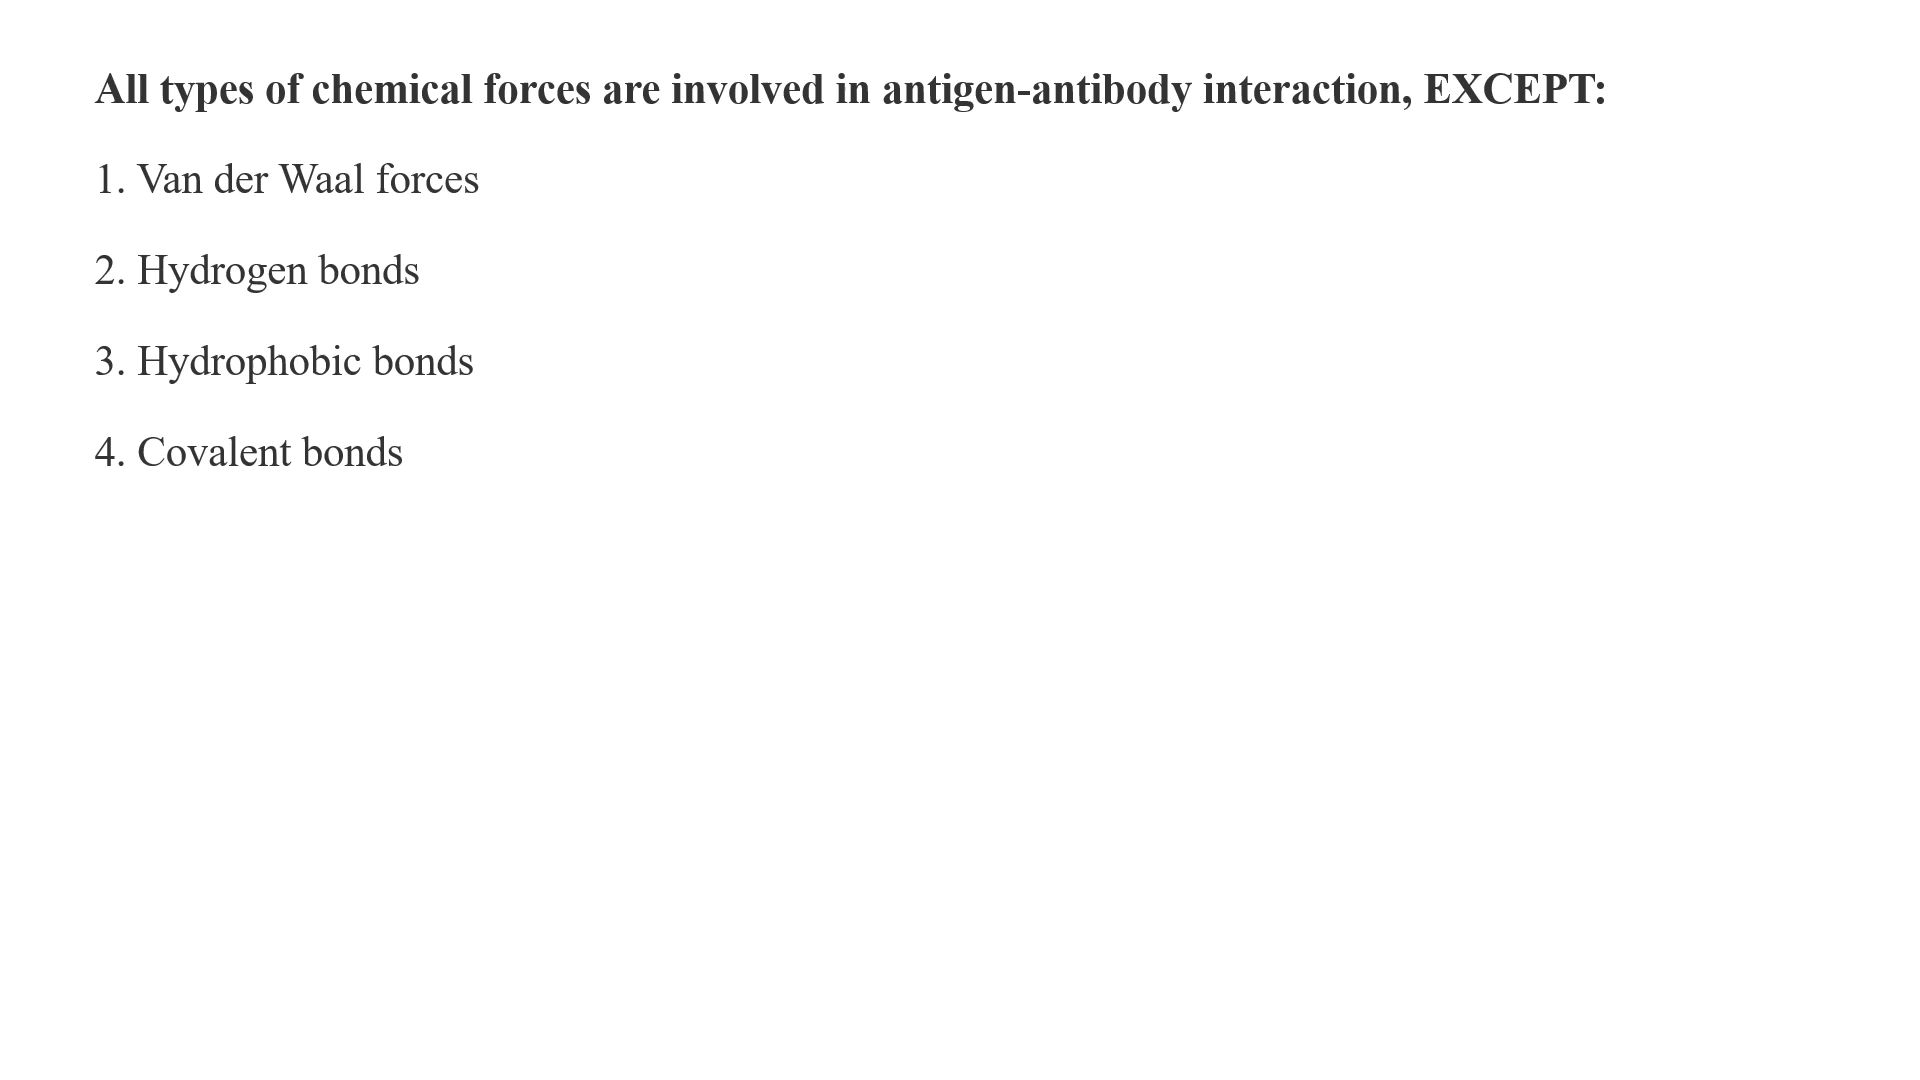 All types of chemical forces are involved in antigen-antibody interaction, EXCEPT:
1. Van der Waal forces
2. Hydrogen bonds
3. Hydrophobic bonds
4. Covalent bonds